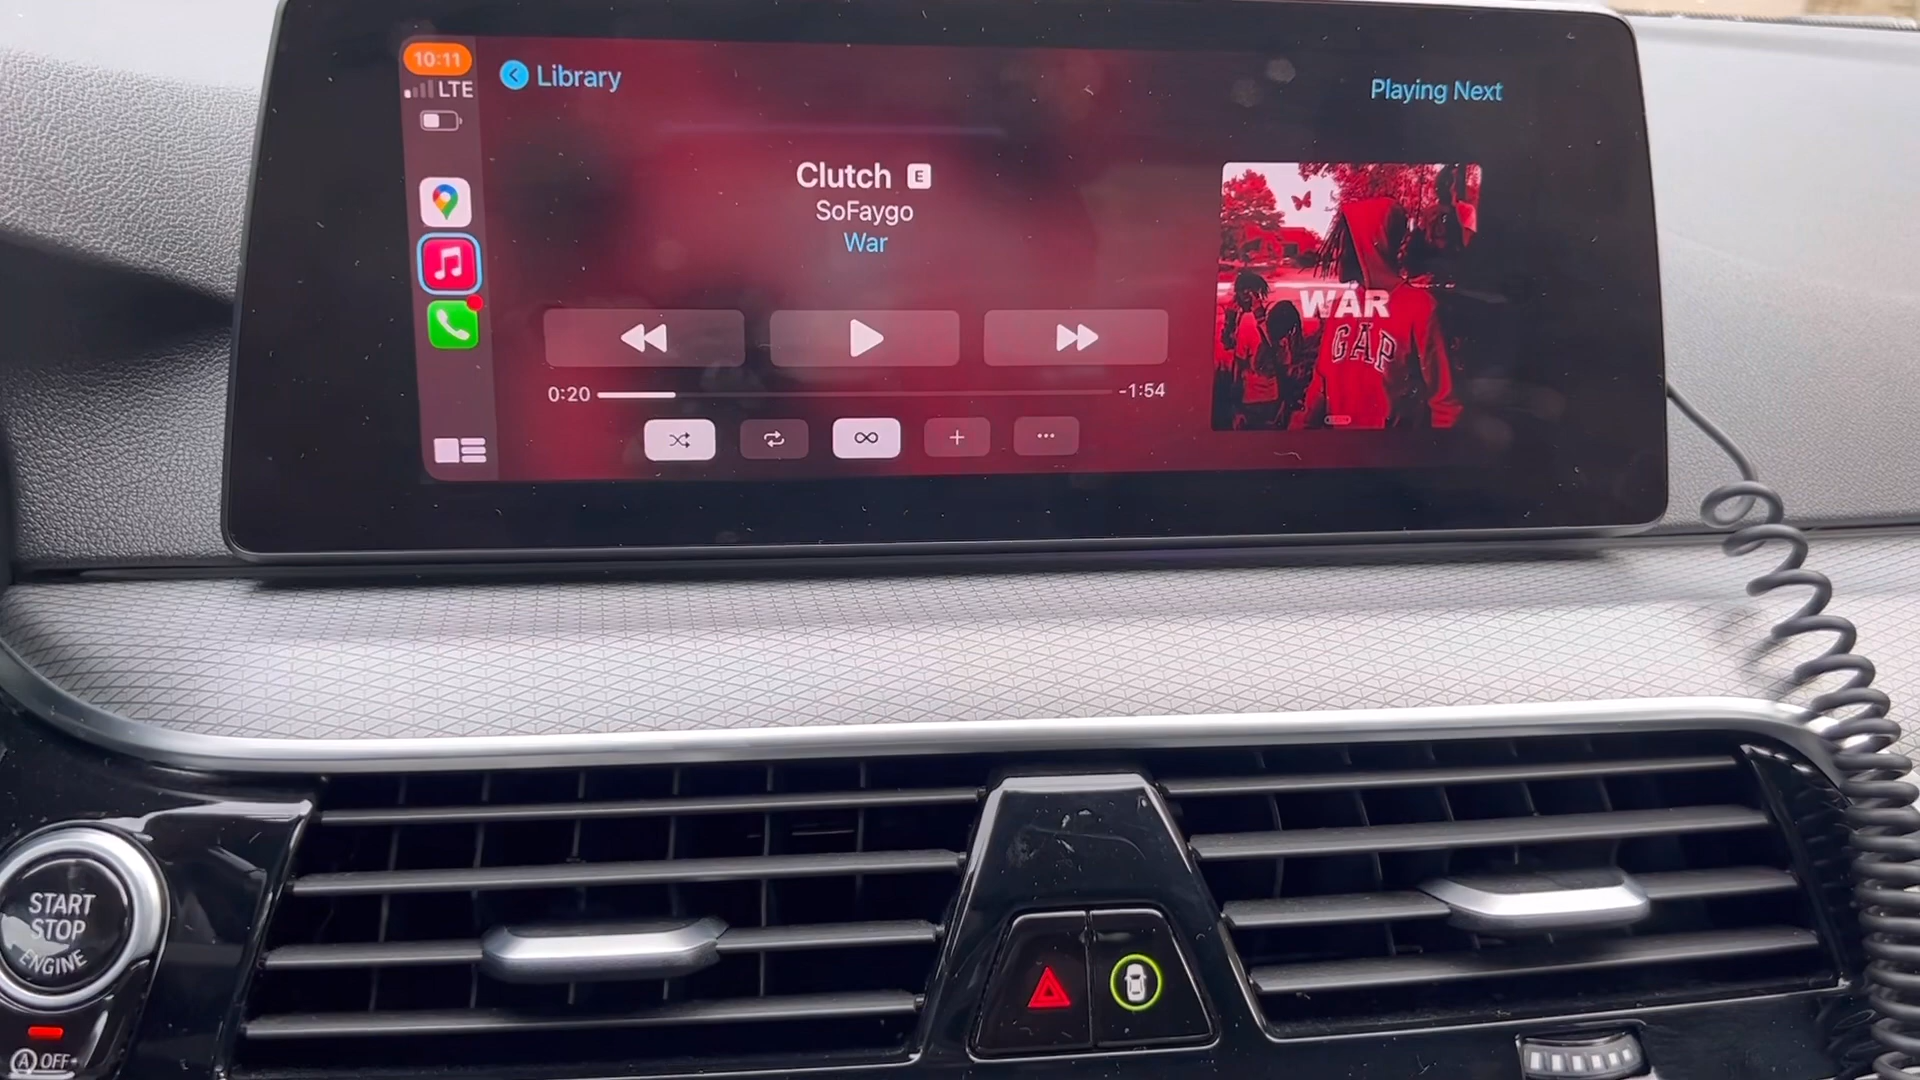 10:11
LTE
Library
Playing Next
Clutch E
SoFaygo
War
WAR
GAP
0:20
-1:54
START
STOP
ENGINE
A OFF